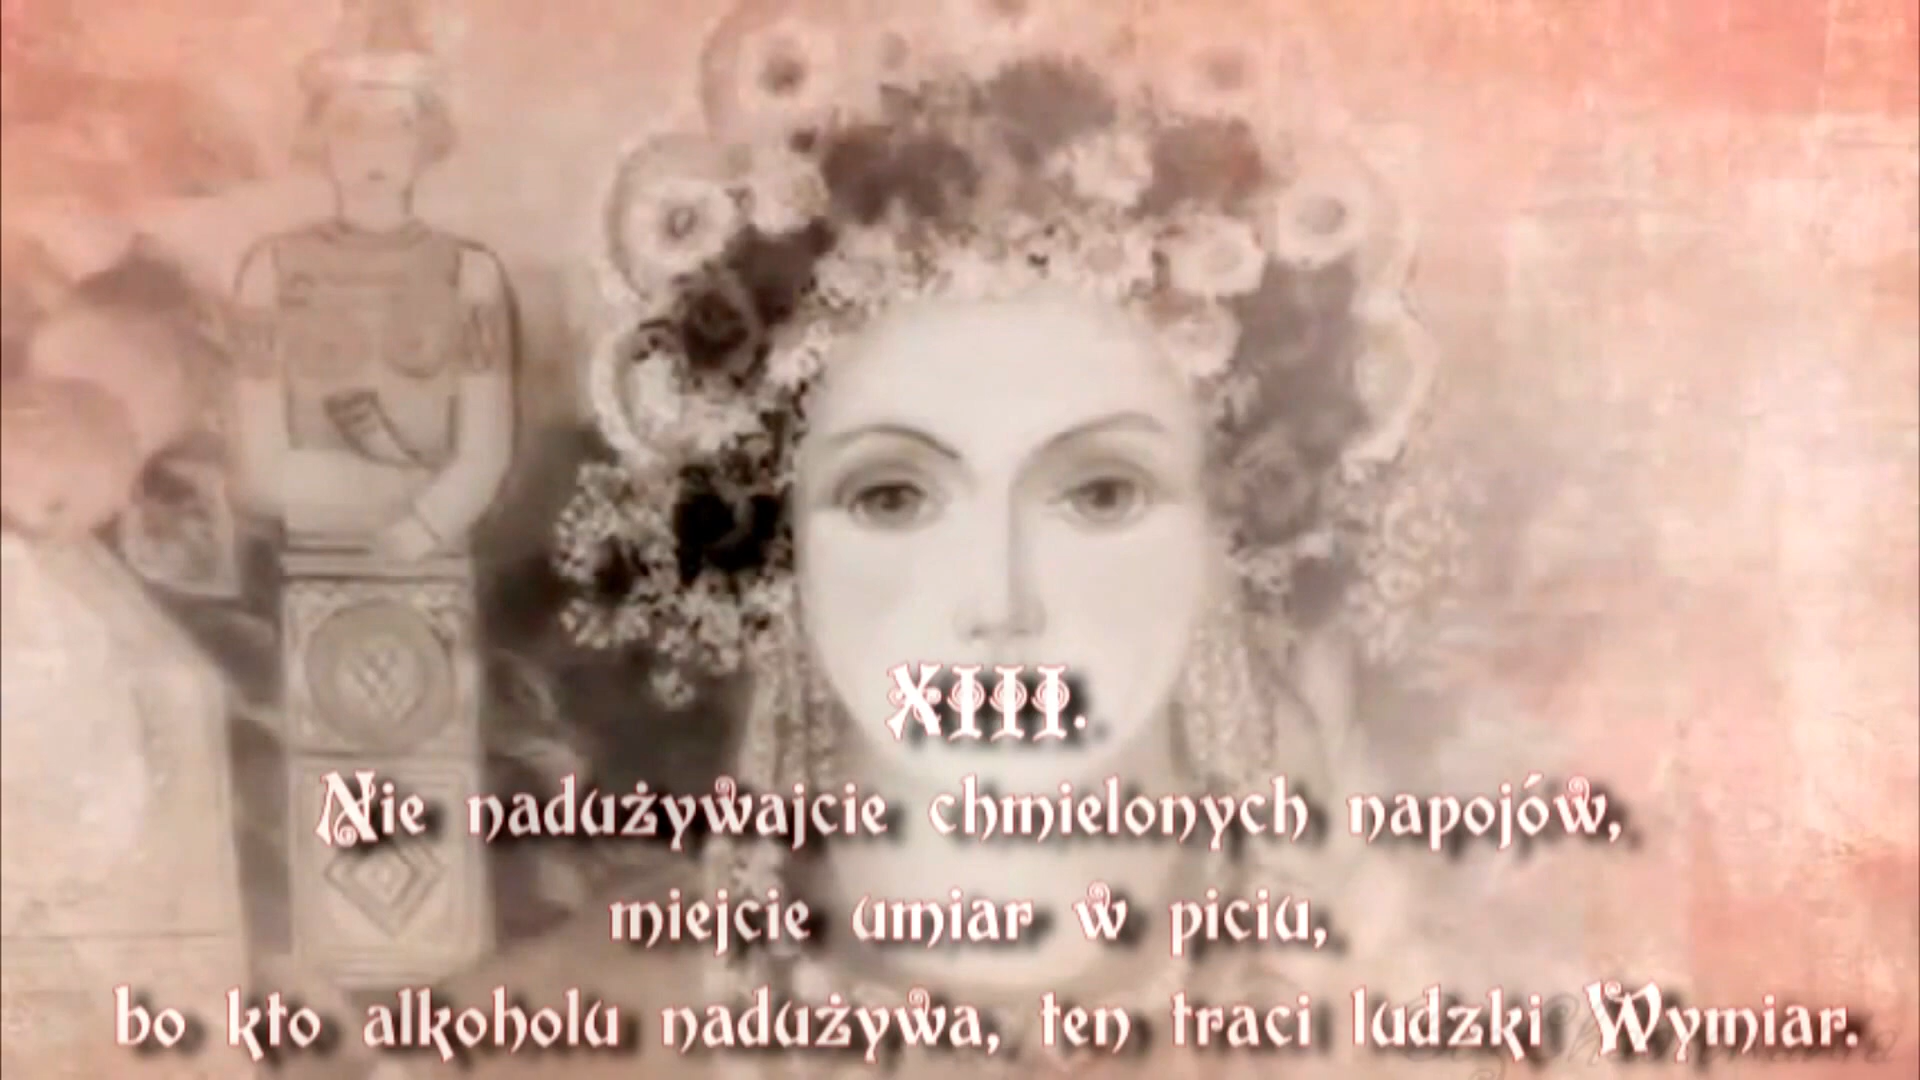 XIII.
Nie nadużywajcie chmielonych napojów,
miejcie umiar w piciu,
bo kto alkoholu nadużywa, ten traci ludzki Wymiar.